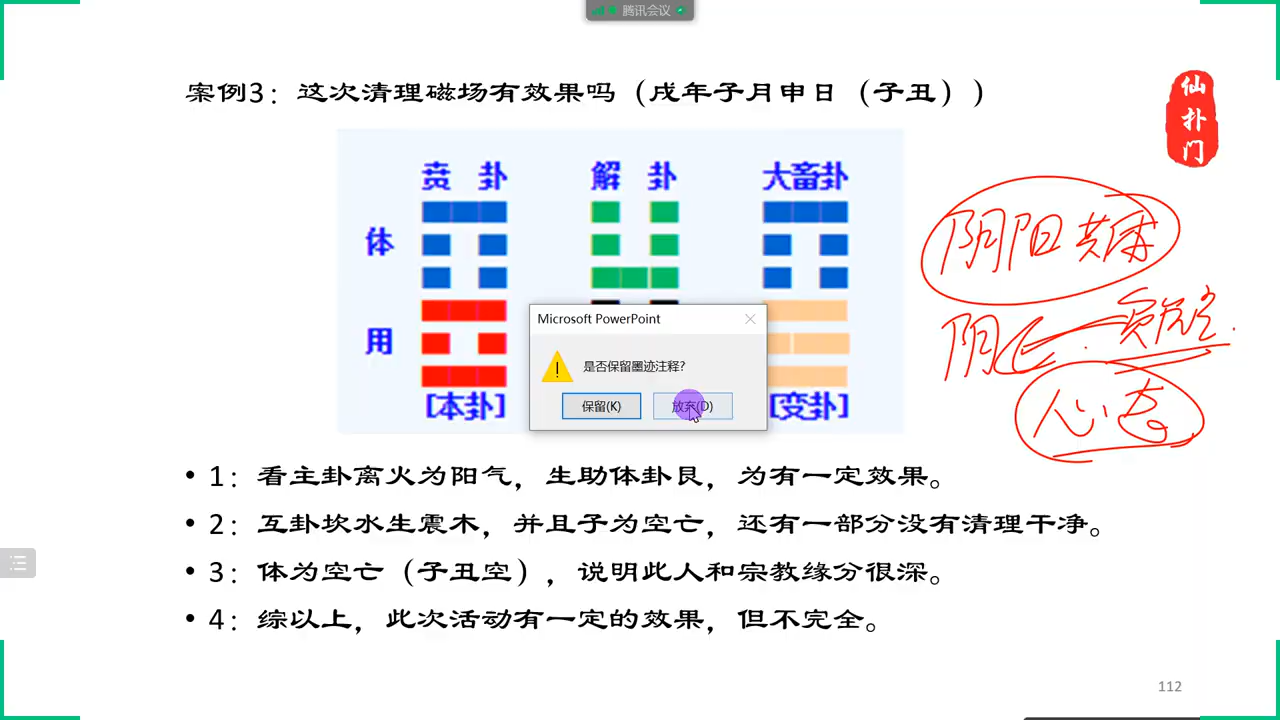 腾讯会议
案例3：这次清理磁场有效果吗（戌年子月申日（子丑））
仙扑门
贲 卦 解 卦 大畜卦
体
用
[本卦] [变卦]
阴阳 共体
阴
心态
Microsoft PowerPoint
是否保留墨迹注释?
保留(K) 放弃(D)
• 1：看主卦离火为阳气，生助体卦艮，为有一定效果。
• 2：互卦坎水生震木，并且子为空亡，还有一部分没有清理干净。
• 3：体为空亡（子丑空），说明此人和宗教缘分很深。
• 4：综以上，此次活动有一定的效果，但不完全。
112